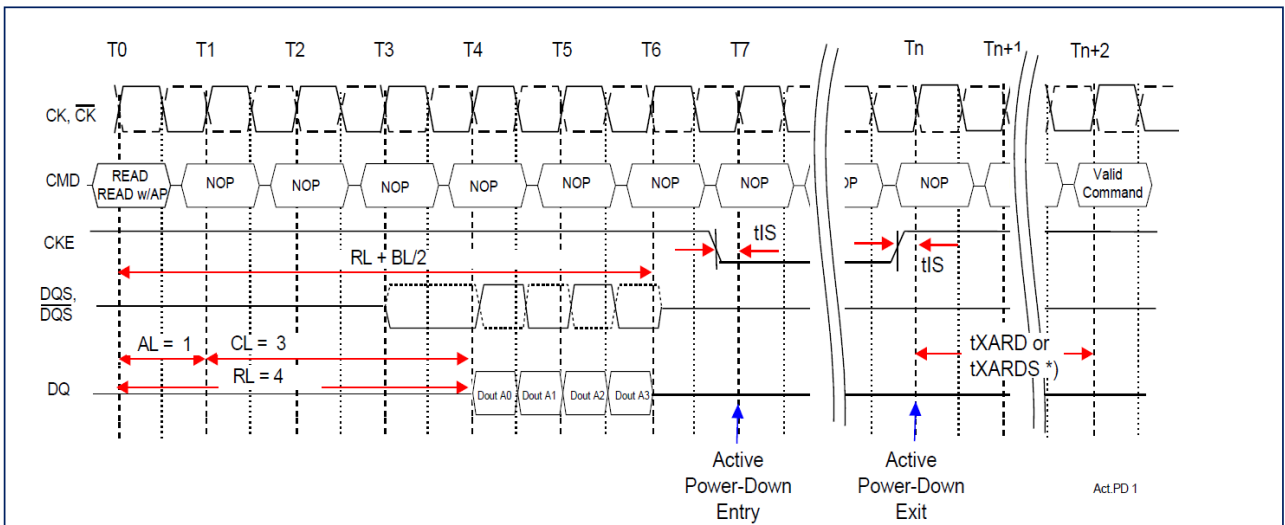 T0 T1 T2 T3 T4 T5 T6 T7 Tn Tn+1 Tn+2
CK, CK
CMD READ NOP NOP NOP NOP NOP NOP NOP OP NOP Valid
READ w/AP Command
CKE tIS tIS
RL + BL/2
DQS,
DQS
AL = 1 CL = 3 tXARD or
RL = 4 tXARDS *)
DQ Dout A0 Dout A1 Dout A2 Dout A3
Active Active
Power-Down Power-Down Act.PD 1
Entry Exit